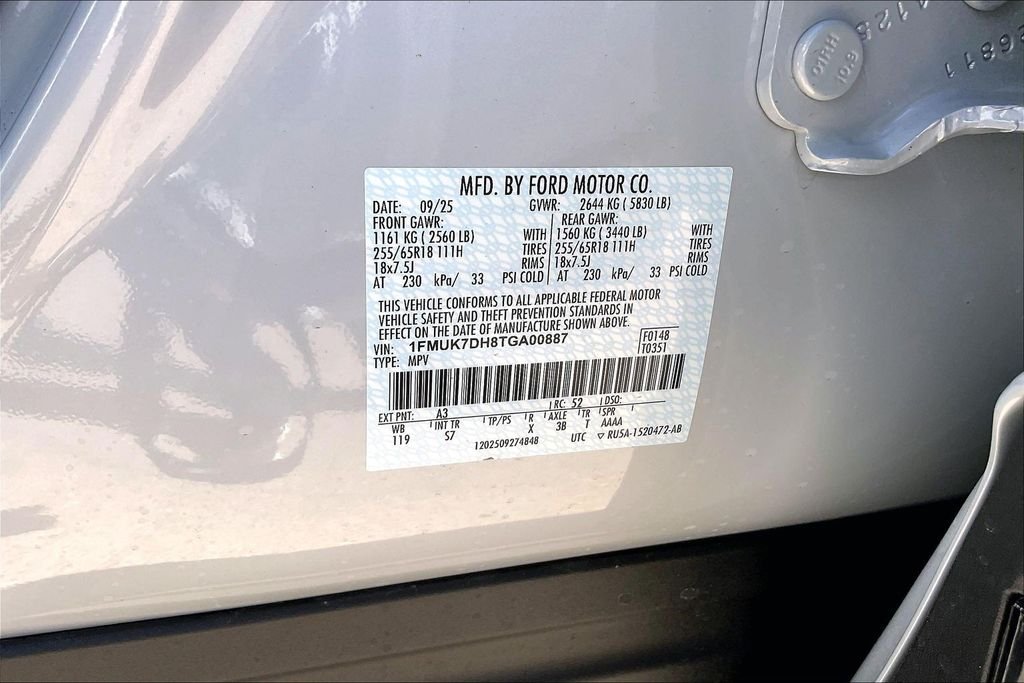 MFD. BY FORD MOTOR CO.
DATE: 09/25 GVWR: 2644 KG ( 5830 LB)
FRONT GAWR: REAR GAWR:
1161 KG ( 2560 LB) WITH 1560 KG ( 3440 LB) WITH
255/65R18 111H TIRES 255/65R18 111H TIRES
18x7.5J RIMS 18x7.5J RIMS
AT 230 kPa/ 33 PSI COLD AT 230 kPa/ 33 PSI COLD
THIS VEHICLE CONFORMS TO ALL APPLICABLE FEDERAL MOTOR
VEHICLE SAFETY AND THEFT PREVENTION STANDARDS IN
EFFECT ON THE DATE OF MANUFACTURE SHOWN ABOVE.
VIN: 1FMUK7DH8TGA00887 F0148
TYPE: MPV T0351
EXT PNT: A3 RC: 52 DSO:
WB INT TR TP/PS R AXLE TR SPR
119 S7 X 3B T AAAA
1202509274848 UTC RU5A-1520472-AB
10.9